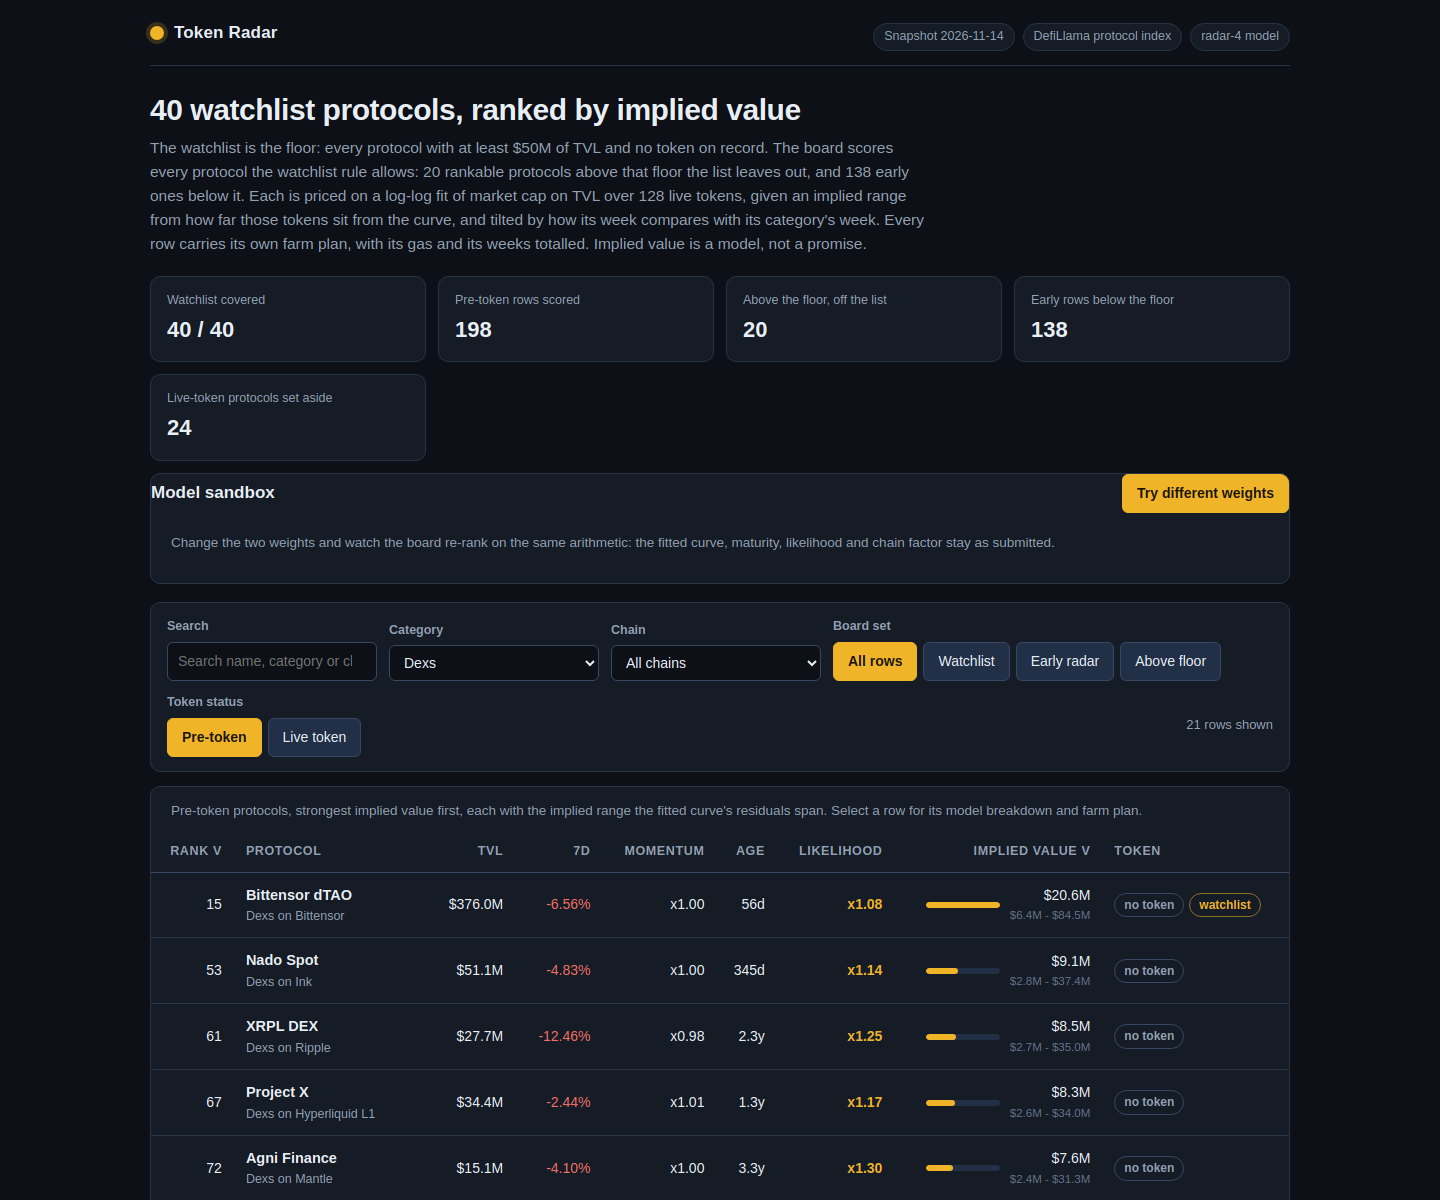 Token Radar
Snapshot 2026-11-14
DefiLlama protocol index
radar-4 model
40 watchlist protocols, ranked by implied value
The watchlist is the floor: every protocol with at least $50M of TVL and no token on record. The board scores
every protocol the watchlist rule allows: 20 rankable protocols above that floor the list leaves out, and 138 early
ones below it. Each is priced on a log-log fit of market cap on TVL over 128 live tokens, given an implied range
from how far those tokens sit from the curve, and tilted by how its week compares with its category's week. Every
row carries its own farm plan, with its gas and its weeks totalled. Implied value is a model, not a promise.
Watchlist covered
40 / 40
Pre-token rows scored
198
Above the floor, off the list
20
Early rows below the floor
138
Live-token protocols set aside
24
Model sandbox
Try different weights
Change the two weights and watch the board re-rank on the same arithmetic: the fitted curve, maturity, likelihood and chain factor stay as submitted.
Search
Search name, category or cl
Category
Dexs
Chain
All chains
Board set
All rows
Watchlist
Early radar
Above floor
Token status
Pre-token
Live token
21 rows shown
Pre-token protocols, strongest implied value first, each with the implied range the fitted curve's residuals span. Select a row for its model breakdown and farm plan.
RANK V PROTOCOL TVL 7D MOMENTUM AGE LIKELIHOOD IMPLIED VALUE V TOKEN
15 Bittensor dTAO $376.0M -6.56% x1.00 56d x1.08 $20.6M no token watchlist
Dexs on Bittensor $6.4M - $84.5M
53 Nado Spot $51.1M -4.83% x1.00 345d x1.14 $9.1M no token
Dexs on Ink $2.8M - $37.4M
61 XRPL DEX $27.7M -12.46% x0.98 2.3y x1.25 $8.5M no token
Dexs on Ripple $2.7M - $35.0M
67 Project X $34.4M -2.44% x1.01 1.3y x1.17 $8.3M no token
Dexs on Hyperliquid L1 $2.6M - $34.0M
72 Agni Finance $15.1M -4.10% x1.00 3.3y x1.30 $7.6M no token
Dexs on Mantle $2.4M - $31.3M